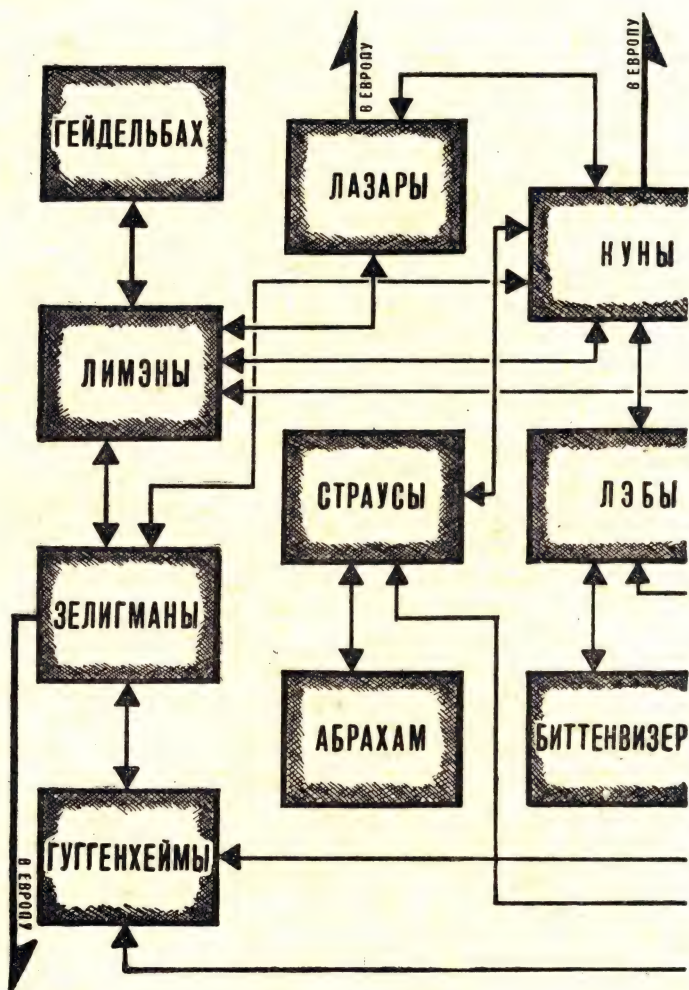 В ЕВРОПУ
В ЕВРОПУ
ГЕЙДЕЛЬБАХ
ЛАЗАРЫ
КУНЫ
ЛИМЭНЫ
СТРАУСЫ
ЛЭБЫ
ЗЕЛИГМАНЫ
АБРАХАМ
БИТТЕНВИЗЕР
ГУГГЕНХЕЙМЫ
В ЕВРОПУ